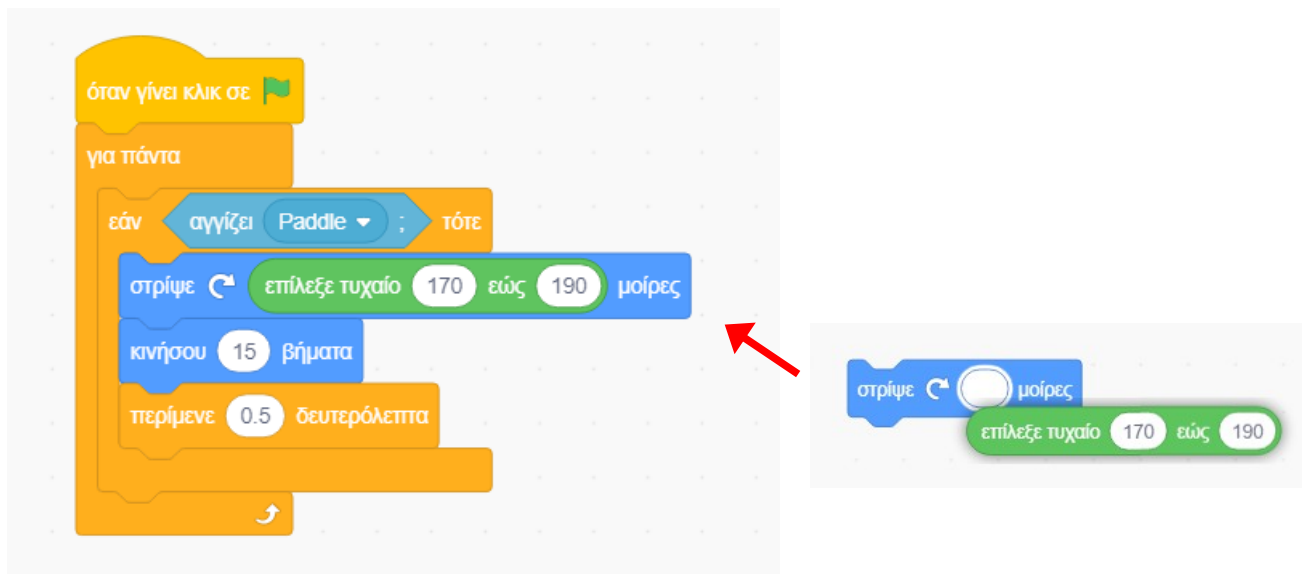 όταν γίνει κλικ σε
για πάντα
εάν αγγίζει Paddle ; τότε
στρίψε επίλεξε τυχαίο 170 εώς 190 μοίρες
κινήσου 15 βήματα
περίμενε 0.5 δευτερόλεπτα
στρίψε μοίρες
επίλεξε τυχαίο 170 εώς 190